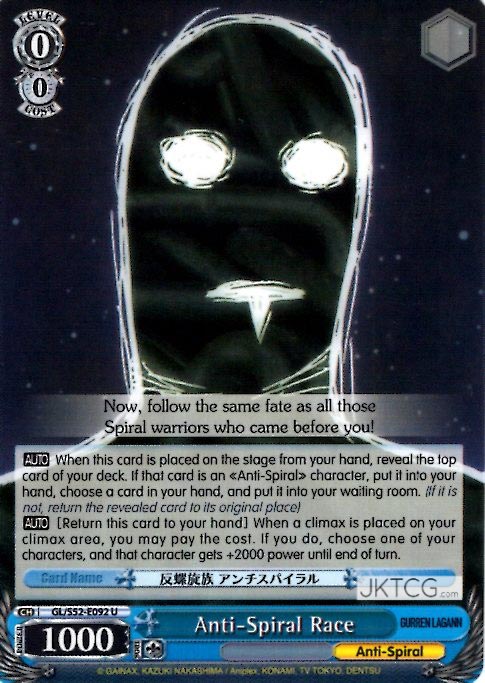 LEVEL
0
0
COST
Now, follow the same fate as all those
Spiral warriors who came before you!
AUTO When this card is placed on the stage from your hand, reveal the top
card of your deck. If that card is an «Anti-Spiral» character, put it into your
hand, choose a card in your hand, and put it into your waiting room. (If it is
not, return the revealed card to its original place)
AUTO [Return this card to your hand] When a climax is placed on your
climax area, you may pay the cost. If you do, choose one of your
characters, and that character gets +2000 power until end of turn.
Card Name 反螺旋族 アンチスパイラル
JKTCG.com
CH GL/S52-E092 U
POWER 1000 SOUL Anti-Spiral Race GURREN LAGANN
Anti-Spiral
© GAINAX, KAZUKI NAKASHIMA / Aniplex, KONAMI, TV TOKYO, DENTSU